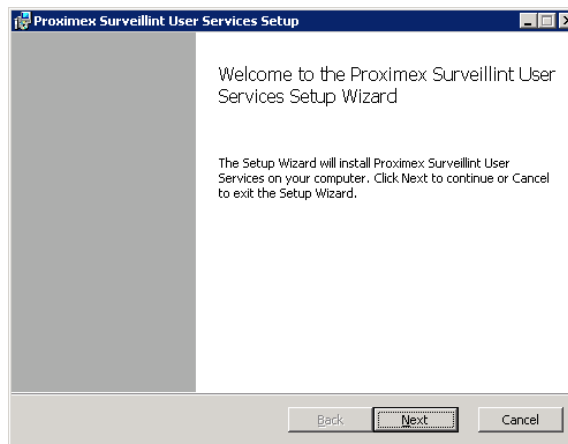 Proximex Surveillint User Services Setup
Welcome to the Proximex Surveillint User
Services Setup Wizard
The Setup Wizard will install Proximex Surveillint User
Services on your computer. Click Next to continue or Cancel
to exit the Setup Wizard.
Back Next Cancel